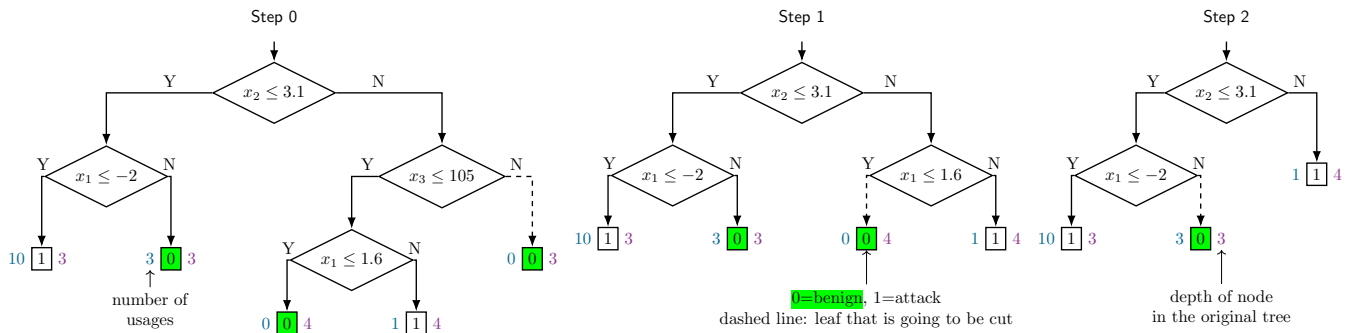 Step 0
Y
x₂ ≤ 3.1
N
Y
x₁ ≤ −2
N
Y
x₃ ≤ 105
N
10 1 3
3 0 3
Y
x₁ ≤ 1.6
N
0 0 3
number of
usages
0 0 4
1 1 4
Step 1
Y
x₂ ≤ 3.1
N
Y
x₁ ≤ −2
N
Y
x₁ ≤ 1.6
N
10 1 3
3 0 3
0 0 4
1 1 4
0=benign, 1=attack
dashed line: leaf that is going to be cut
Step 2
Y
x₂ ≤ 3.1
N
Y
x₁ ≤ −2
N
1 1 4
10 1 3
3 0 3
depth of node
in the original tree